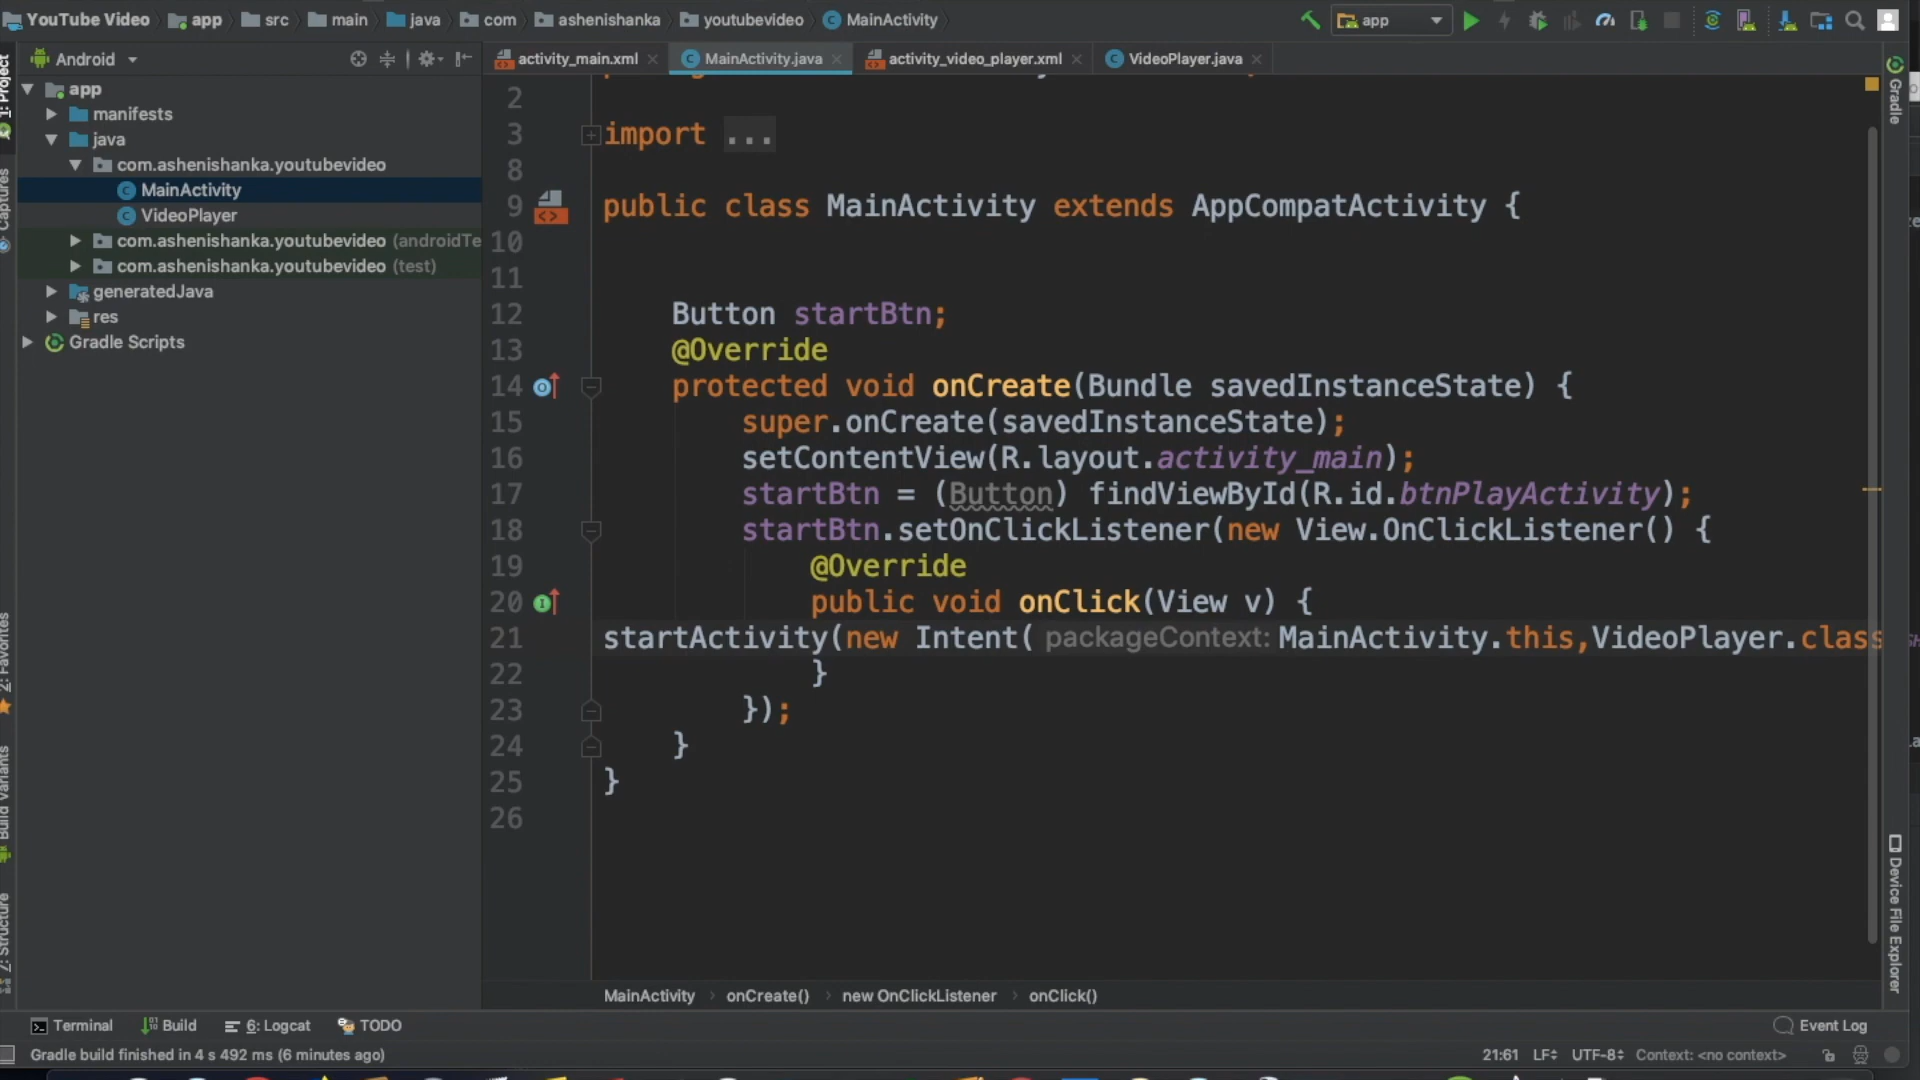 YouTube Video app src main java com ashenishanka youtubevideo MainActivity app
Android
activity_main.xml MainActivity.java activity_video_player.xml VideoPlayer.java
1: Project
Captures
2: Favorites
Build Variants
7: Structure
app
manifests
java
com.ashenishanka.youtubevideo
MainActivity
VideoPlayer
com.ashenishanka.youtubevideo (androidTe
com.ashenishanka.youtubevideo (test)
generatedJava
res
Gradle Scripts
2
3 import ...
8
9 public class MainActivity extends AppCompatActivity {
10
11
12 Button startBtn;
13 @Override
14 protected void onCreate(Bundle savedInstanceState) {
15 super.onCreate(savedInstanceState);
16 setContentView(R.layout.activity_main);
17 startBtn = (Button) findViewById(R.id.btnPlayActivity);
18 startBtn.setOnClickListener(new View.OnClickListener() {
19 @Override
20 public void onClick(View v) {
21 startActivity(new Intent( packageContext: MainActivity.this,VideoPlayer.class
22 }
23 });
24 }
25 }
26
Gradle
Device File Explorer
MainActivity onCreate() new OnClickListener onClick()
Terminal Build 6: Logcat TODO Event Log
Gradle build finished in 4 s 492 ms (6 minutes ago) 21:61 LF UTF-8 Context: <no context>